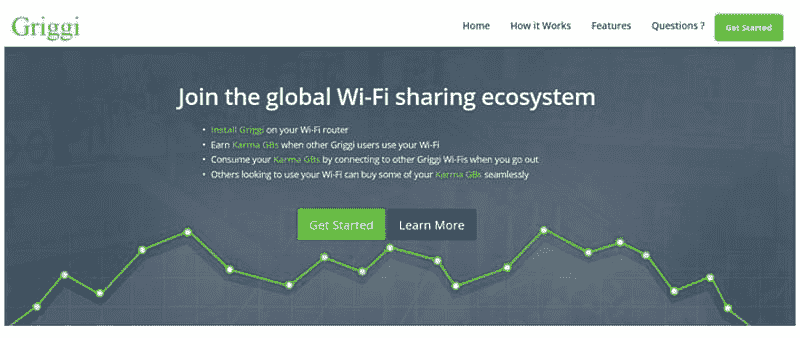 Griggi
Home How it Works Features Questions ? Get Started
Join the global Wi-Fi sharing ecosystem
• Install Griggi on your Wi-Fi router
• Earn Karma GBs when other Griggi users use your Wi-Fi
• Consume your Karma GBs by connecting to other Griggi Wi-Fis when you go out
• Others looking to use your Wi-Fi can buy some of your Karma GBs seamlessly
Get Started Learn More